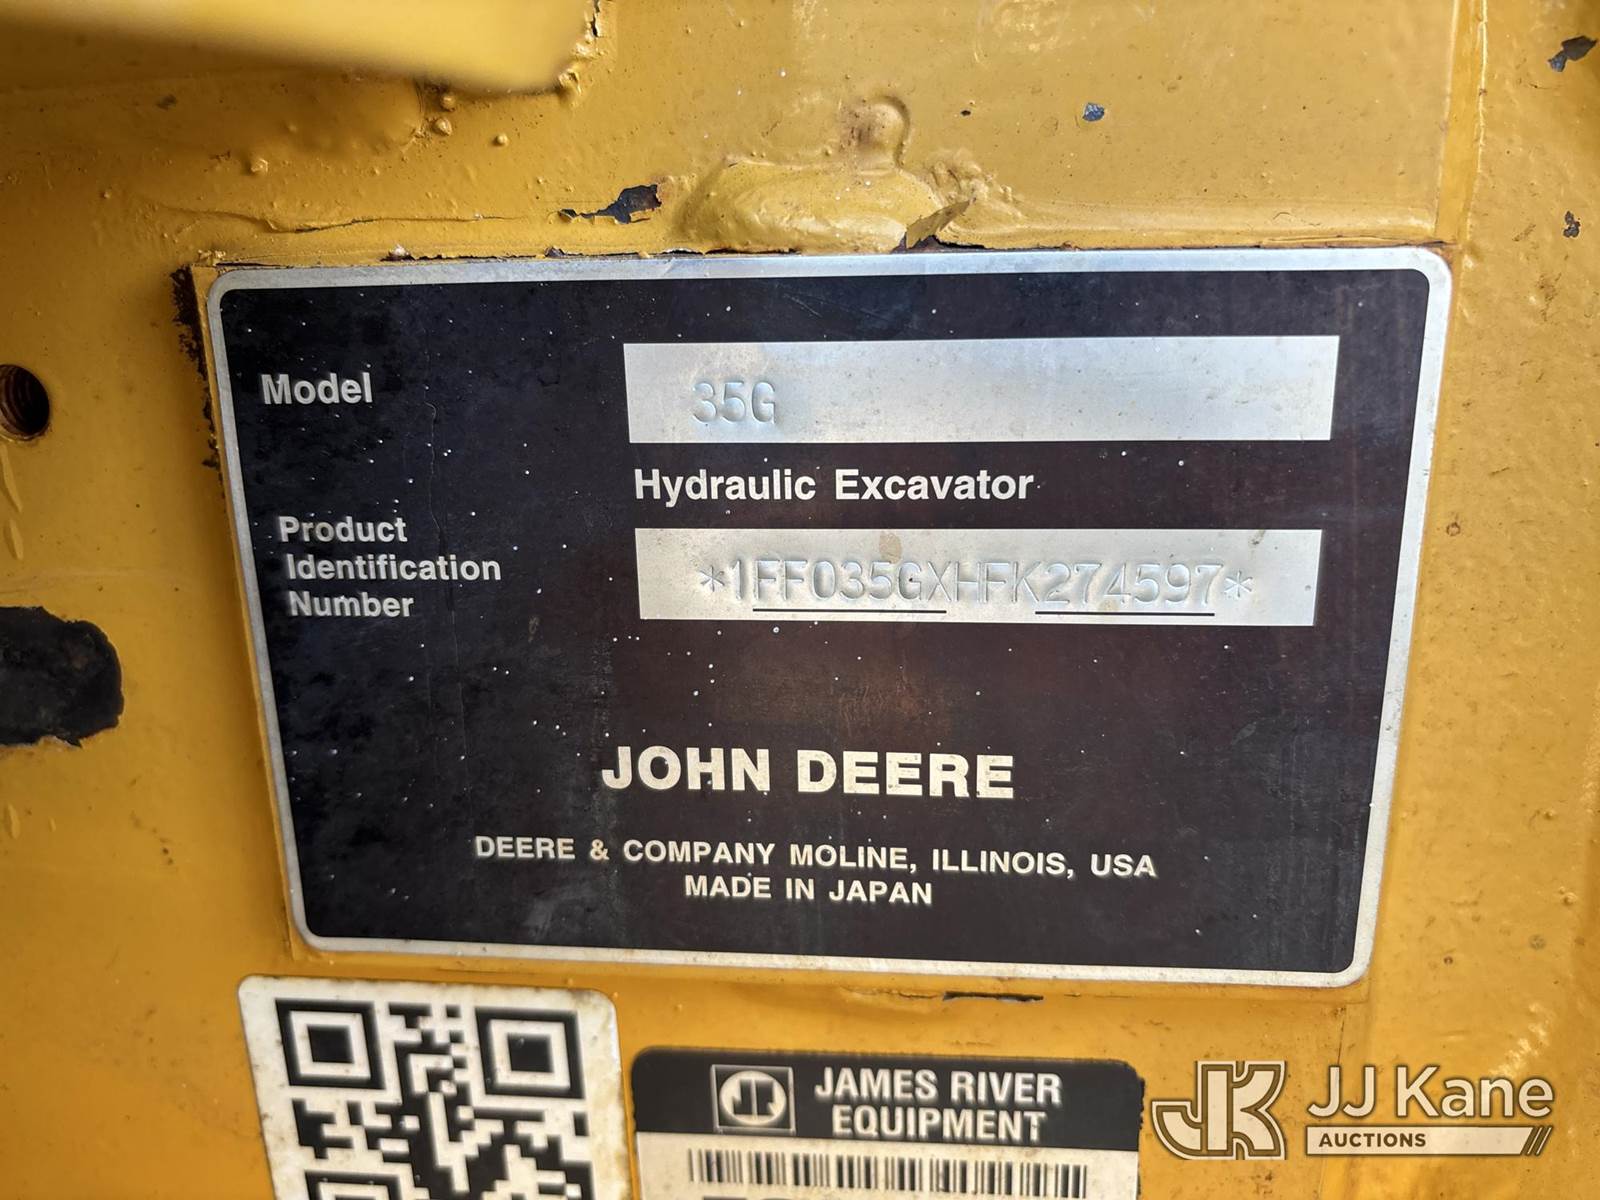 Model 35G
Hydraulic Excavator
Product
Identification
Number
*1FF035GXHFK274597*
JOHN DEERE
DEERE & COMPANY MOLINE, ILLINOIS, USA
MADE IN JAPAN
JAMES RIVER
EQUIPMENT
JJ Kane
AUCTIONS